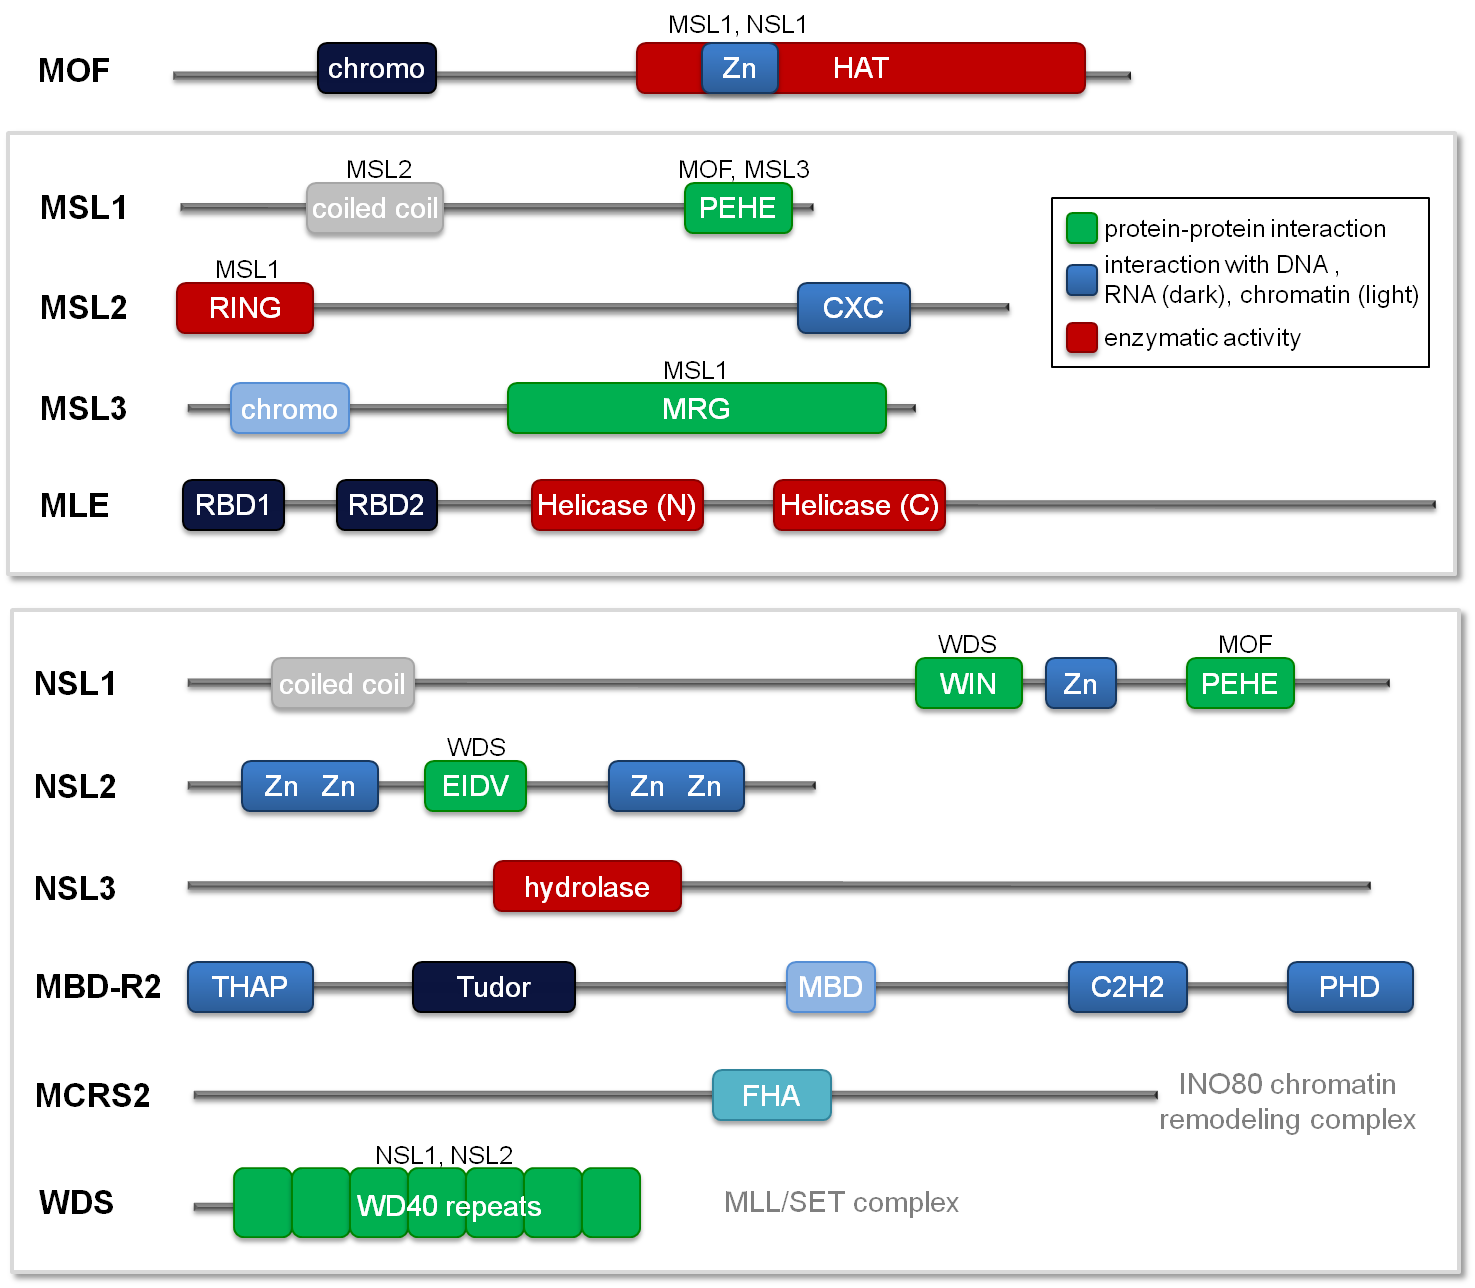 MSL1, NSL1
MOF chromo Zn HAT
MSL2 MOF, MSL3
MSL1 coiled coil PEHE
MSL1
MSL2 RING CXC
MSL1
MSL3 chromo MRG
MLE RBD1 RBD2 Helicase (N) Helicase (C)
protein-protein interaction
interaction with DNA ,
RNA (dark), chromatin (light)
enzymatic activity
WDS MOF
NSL1 coiled coil WIN Zn PEHE
WDS
NSL2 Zn Zn EIDV Zn Zn
NSL3 hydrolase
MBD-R2 THAP Tudor MBD C2H2 PHD
MCRS2 FHA
INO80 chromatin
remodeling complex
NSL1, NSL2
WDS WD40 repeats MLL/SET complex